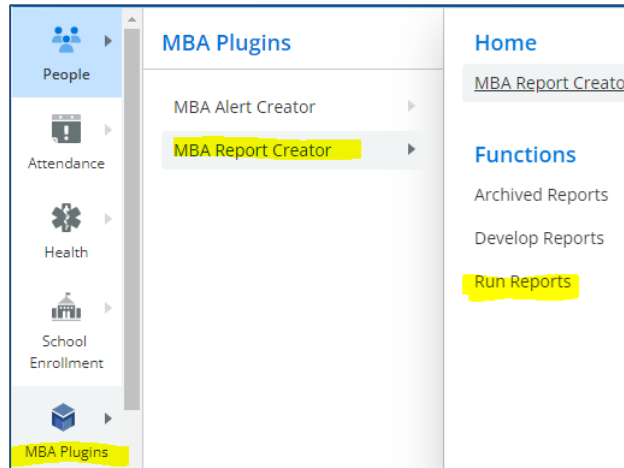 People
Attendance
Health
School
Enrollment
MBA Plugins
MBA Plugins
MBA Alert Creator
MBA Report Creator
Home
MBA Report Creato
Functions
Archived Reports
Develop Reports
Run Reports